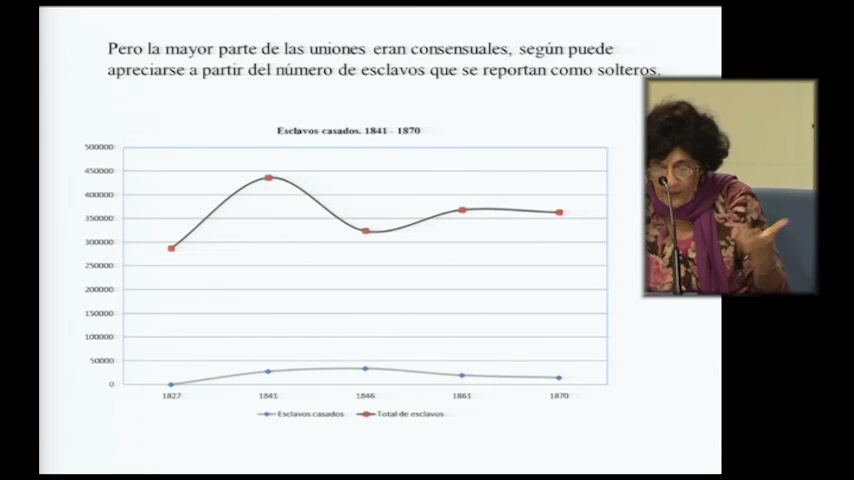 Pero la mayor parte de las uniones eran consensuales, según puede
apreciarse a partir del número de esclavos que se reportan como solteros.
Esclavos casados. 1841 - 1870
500000
450000
400000
350000
300000
250000
200000
150000
100000
50000
0
1827 1841 1846 1861 1870
Esclavos casados Total de esclavos